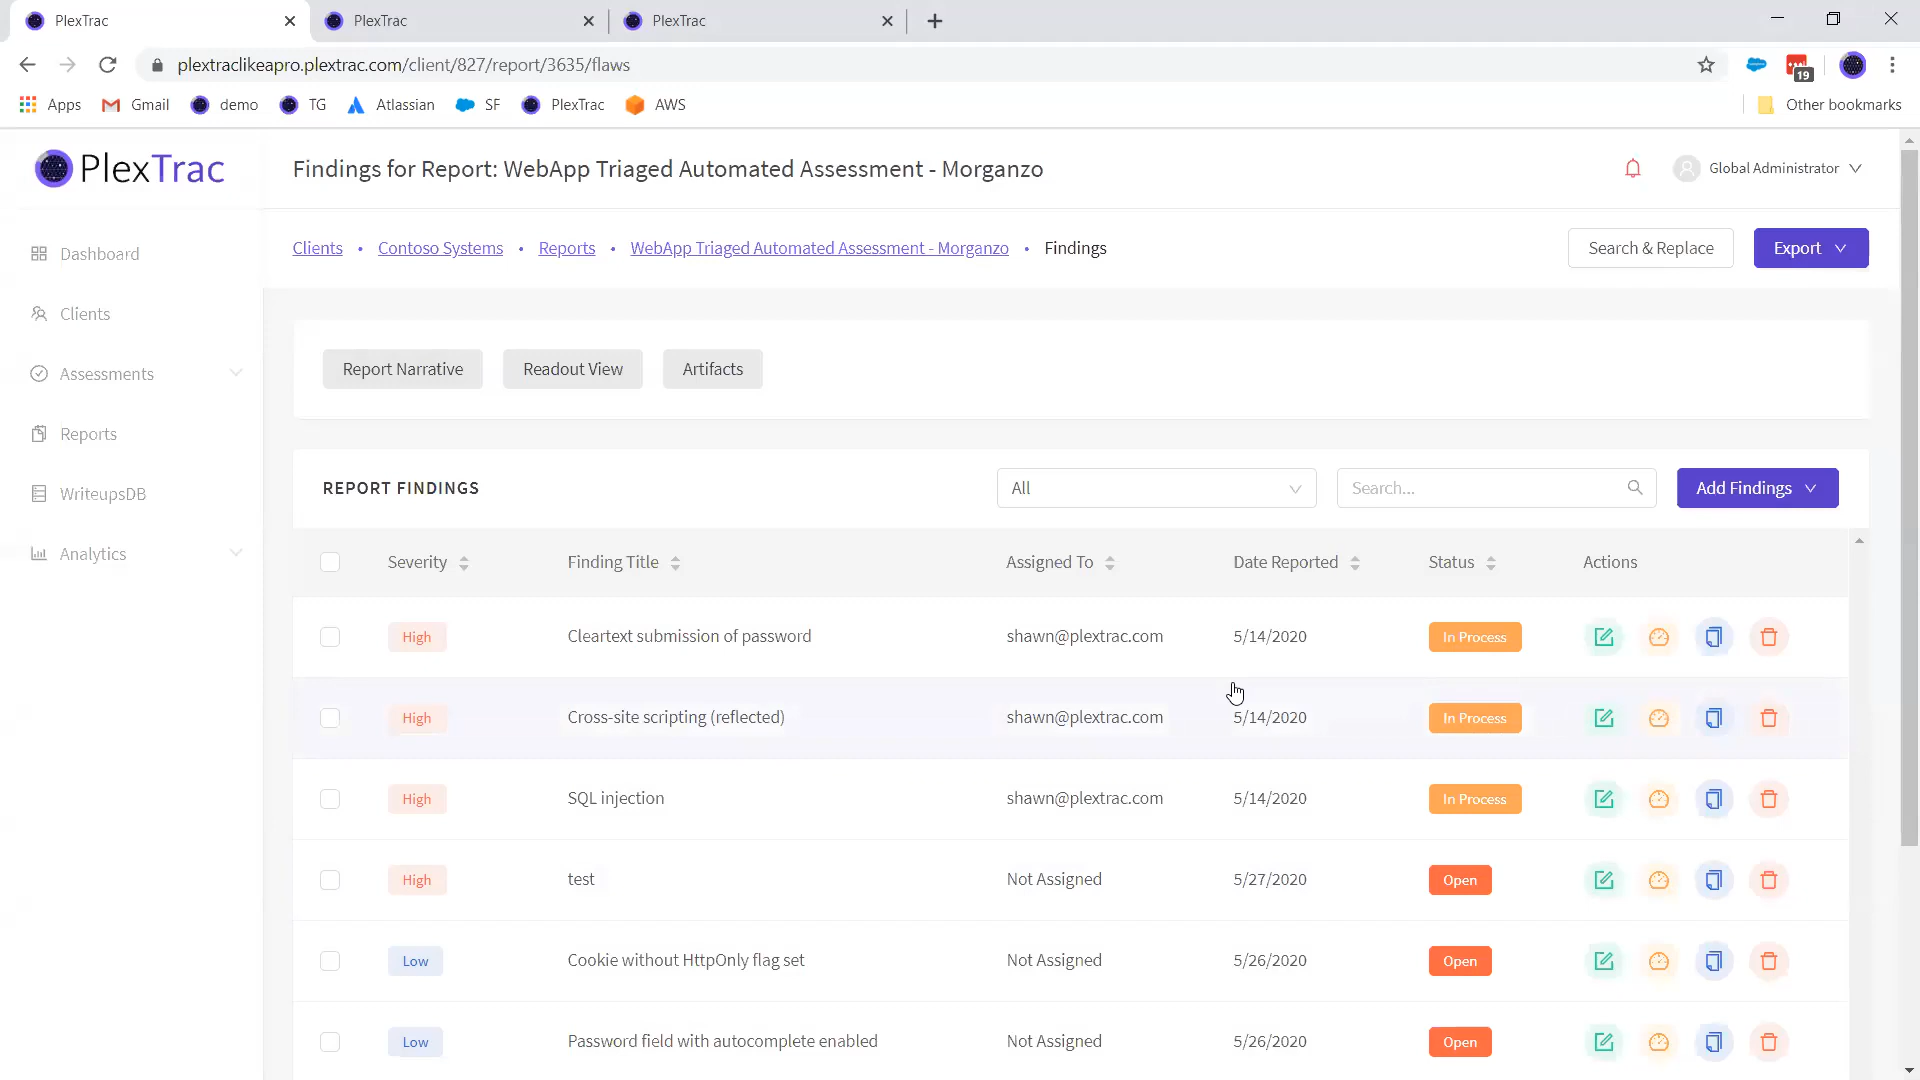 PlexTrac
PlexTrac
PlexTrac
plextraclikeapro.plextrac.com/client/827/report/3635/flaws
19
Apps
Gmail
demo
TG
Atlassian
SF
PlexTrac
AWS
Other bookmarks
PlexTrac
Findings for Report: WebApp Triaged Automated Assessment - Morganzo
Global Administrator
Dashboard
Clients
Assessments
Reports
WriteupsDB
Analytics
Clients • Contoso Systems • Reports • WebApp Triaged Automated Assessment - Morganzo • Findings
Search & Replace
Export
Report Narrative
Readout View
Artifacts
REPORT FINDINGS
All
Search...
Add Findings
Severity Finding Title Assigned To Date Reported Status Actions
High Cleartext submission of password shawn@plextrac.com 5/14/2020 In Process
High Cross-site scripting (reflected) shawn@plextrac.com 5/14/2020 In Process
High SQL injection shawn@plextrac.com 5/14/2020 In Process
High test Not Assigned 5/27/2020 Open
Low Cookie without HttpOnly flag set Not Assigned 5/26/2020 Open
Low Password field with autocomplete enabled Not Assigned 5/26/2020 Open